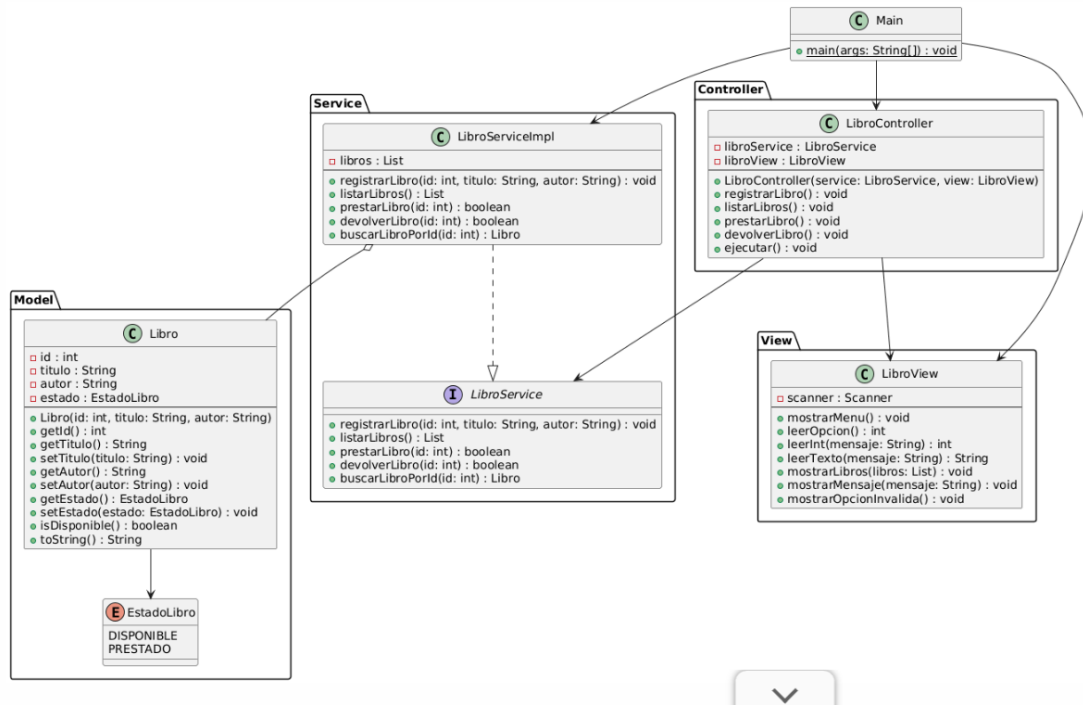 C Main
main(args: String[]) : void
Service
C LibroServiceImpl
libros : List
registrarLibro(id: int, titulo: String, autor: String) : void
listarLibros() : List
prestarLibro(id: int) : boolean
devolverLibro(id: int) : boolean
buscarLibroPorId(id: int) : Libro
Controller
C LibroController
libroService : LibroService
libroView : LibroView
LibroController(service: LibroService, view: LibroView)
registrarLibro() : void
listarLibros() : void
prestarLibro() : void
devolverLibro() : void
ejecutar() : void
Model
C Libro
id : int
titulo : String
autor : String
estado : EstadoLibro
Libro(id: int, titulo: String, autor: String)
getId() : int
getTitulo() : String
setTitulo(titulo: String) : void
getAutor() : String
setAutor(autor: String) : void
getEstado() : EstadoLibro
setEstado(estado: EstadoLibro) : void
isDisponible() : boolean
toString() : String
E EstadoLibro
DISPONIBLE
PRESTADO
I LibroService
registrarLibro(id: int, titulo: String, autor: String) : void
listarLibros() : List
prestarLibro(id: int) : boolean
devolverLibro(id: int) : boolean
buscarLibroPorId(id: int) : Libro
View
C LibroView
scanner : Scanner
mostrarMenu() : void
leerOpcion() : int
leerInt(mensaje: String) : int
leerTexto(mensaje: String) : String
mostrarLibros(libros: List) : void
mostrarMensaje(mensaje: String) : void
mostrarOpcionInvalida() : void